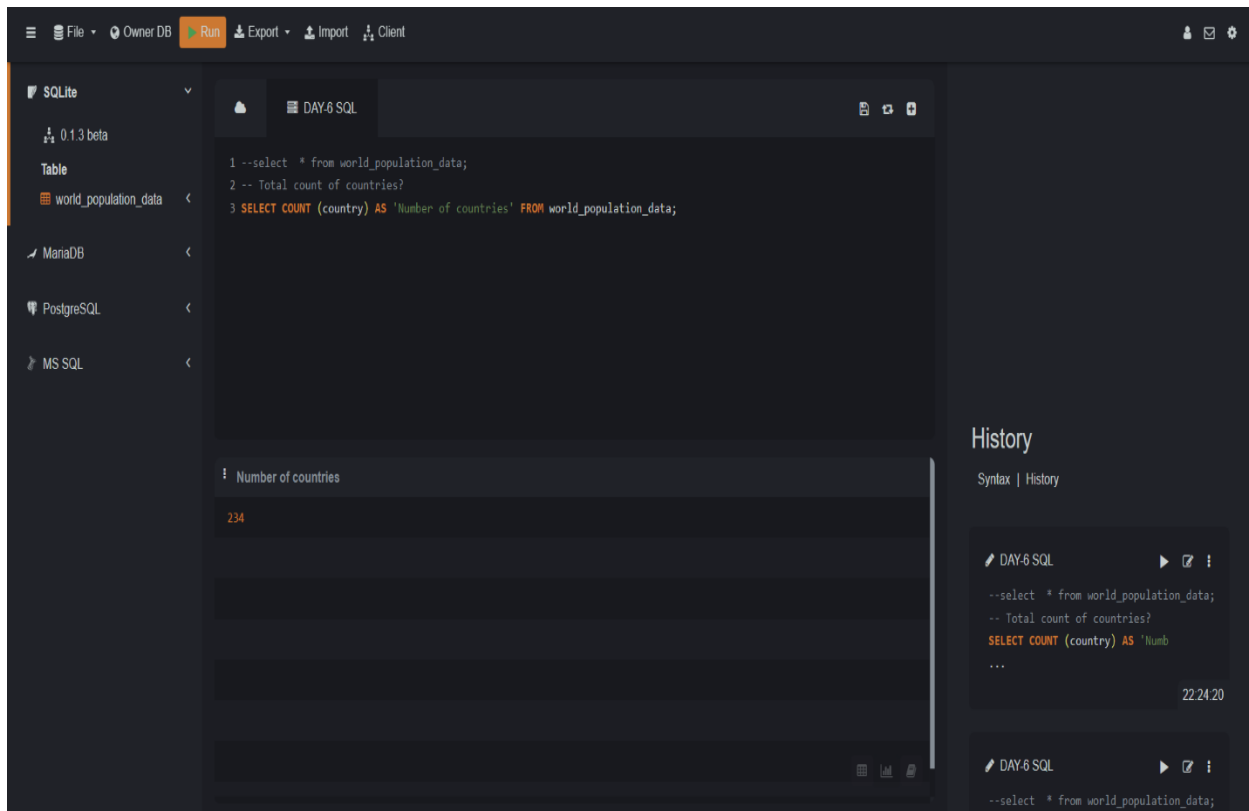 File Owner DB Run Export Import Client
SQLite
0.1.3 beta
Table
world_population_data
MariaDB
PostgreSQL
MS SQL
DAY-6 SQL
1 --select * from world_population_data;
2 -- Total count of countries?
3 SELECT COUNT (country) AS 'Number of countries' FROM world_population_data;
Number of countries
234
History
Syntax | History
DAY-6 SQL
--select * from world_population_data;
-- Total count of countries?
SELECT COUNT (country) AS 'Numb
...
22:24:20
DAY-6 SQL
--select * from world_population_data;